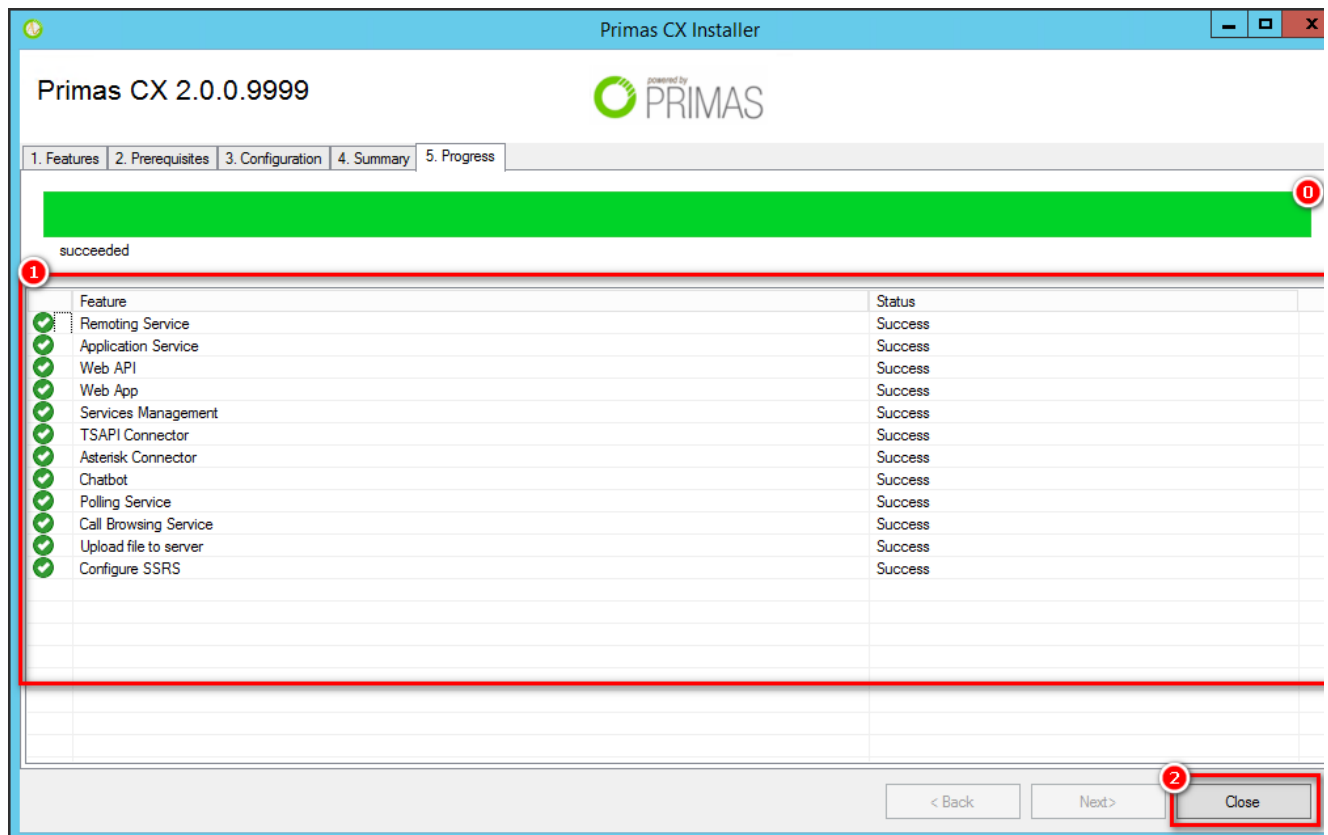 Primas CX Installer
Primas CX 2.0.0.9999
powered by
PRIMAS
1. Features 2. Prerequisites 3. Configuration 4. Summary 5. Progress
0
succeeded
1
Feature Status
Remoting Service Success
Application Service Success
Web API Success
Web App Success
Services Management Success
TSAPI Connector Success
Asterisk Connector Success
Chatbot Success
Polling Service Success
Call Browsing Service Success
Upload file to server Success
Configure SSRS Success
2
< Back Next> Close